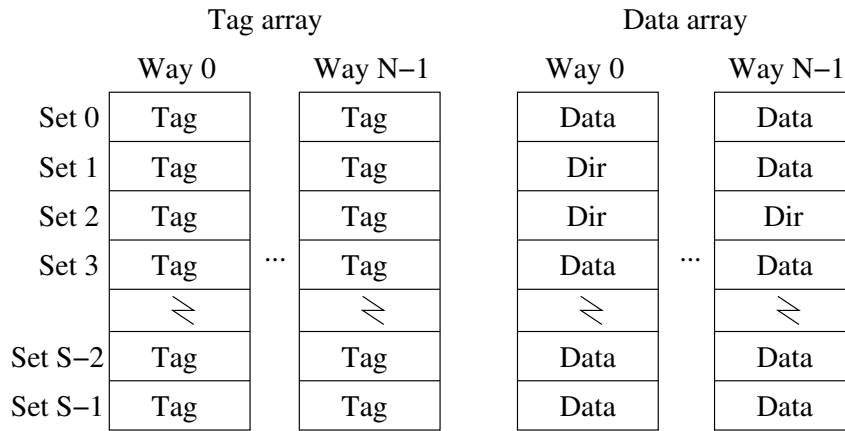 Tag array Data array
Way 0 Way N−1 Way 0 Way N−1
Set 0 Tag Tag Data Data
Set 1 Tag Tag Dir Data
Set 2 Tag Tag Dir Dir
Set 3 Tag ... Tag Data ... Data
Set S−2 Tag Tag Data Data
Set S−1 Tag Tag Data Data